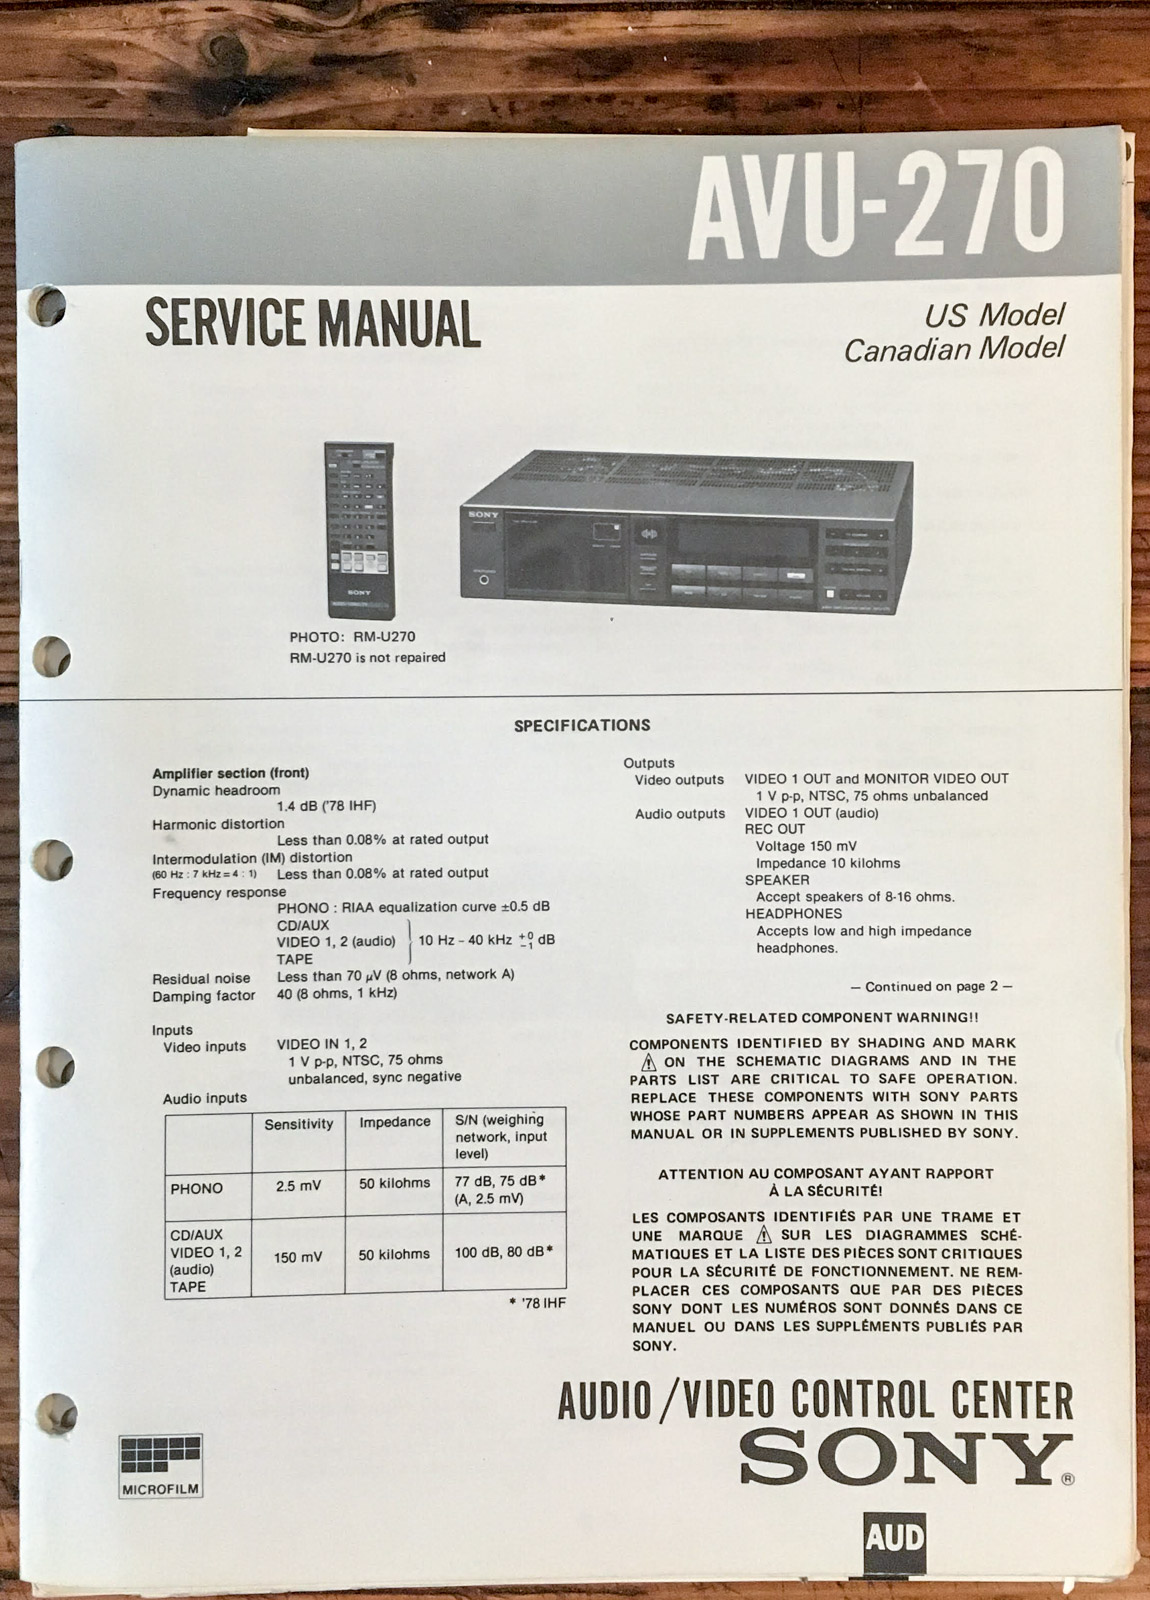 AVU-270
SERVICE MANUAL
US Model
Canadian Model
SONY
SONY
PHOTO: RM-U270
RM-U270 is not repaired
SPECIFICATIONS
Amplifier section (front)
Dynamic headroom
1.4 dB ('78 IHF)
Harmonic distortion
Less than 0.08% at rated output
Intermodulation (IM) distortion
(60 Hz : 7 kHz = 4 : 1) Less than 0.08% at rated output
Frequency response
PHONO : RIAA equalization curve ±0.5 dB
CD/AUX
VIDEO 1, 2 (audio) 10 Hz – 40 kHz +0 −1 dB
TAPE
Residual noise Less than 70 µV (8 ohms, network A)
Damping factor 40 (8 ohms, 1 kHz)
Inputs
Video inputs VIDEO IN 1, 2
1 V p-p, NTSC, 75 ohms
unbalanced, sync negative
Audio inputs
Sensitivity Impedance S/N (weighing
network, input
level)
PHONO 2.5 mV 50 kilohms 77 dB, 75 dB*
(A, 2.5 mV)
CD/AUX
VIDEO 1, 2
(audio)
TAPE
150 mV 50 kilohms 100 dB, 80 dB*
* '78 IHF
Outputs
Video outputs VIDEO 1 OUT and MONITOR VIDEO OUT
1 V p-p, NTSC, 75 ohms unbalanced
Audio outputs VIDEO 1 OUT (audio)
REC OUT
Voltage 150 mV
Impedance 10 kilohms
SPEAKER
Accept speakers of 8-16 ohms.
HEADPHONES
Accepts low and high impedance
headphones.
— Continued on page 2 —
SAFETY-RELATED COMPONENT WARNING!!
COMPONENTS IDENTIFIED BY SHADING AND MARK
⚠ ON THE SCHEMATIC DIAGRAMS AND IN THE
PARTS LIST ARE CRITICAL TO SAFE OPERATION.
REPLACE THESE COMPONENTS WITH SONY PARTS
WHOSE PART NUMBERS APPEAR AS SHOWN IN THIS
MANUAL OR IN SUPPLEMENTS PUBLISHED BY SONY.
ATTENTION AU COMPOSANT AYANT RAPPORT
À LA SÉCURITÉ!
LES COMPOSANTS IDENTIFIÉS PAR UNE TRAME ET
UNE MARQUE ⚠ SUR LES DIAGRAMMES SCHÉ-
MATIQUES ET LA LISTE DES PIÈCES SONT CRITIQUES
POUR LA SÉCURITÉ DE FONCTIONNEMENT. NE REM-
PLACER CES COMPOSANTS QUE PAR DES PIÈCES
SONY DONT LES NUMÉROS SONT DONNÉS DANS CE
MANUEL OU DANS LES SUPPLÉMENTS PUBLIÉS PAR
SONY.
AUDIO/VIDEO CONTROL CENTER
SONY®
MICROFILM
AUD